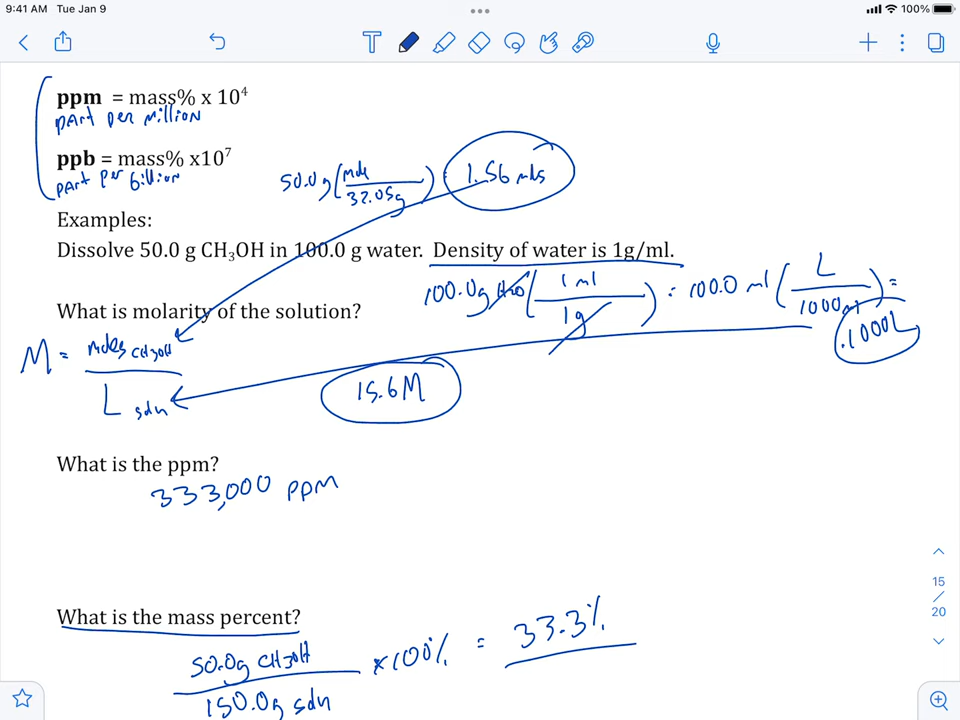 9:41 AM Tue Jan 9 100%
ppm = mass% x 10⁴
part per million
ppb = mass% x10⁷
part per billion
50.0g (mole / 32.05g) = 1.56 mols
Examples:
Dissolve 50.0 g CH₃OH in 100.0 g water. Density of water is 1g/ml.
100.0g H₂O (1 ml / 1g) = 100.0 ml (L / 1000ml) =
.1000L
What is molarity of the solution?
M = moles CH₃OH / L soln
15.6M
What is the ppm?
333,000 ppm
What is the mass percent?
50.0g CH₃OH / 150.0g soln × 100% = 33.3%
15
/
20
T